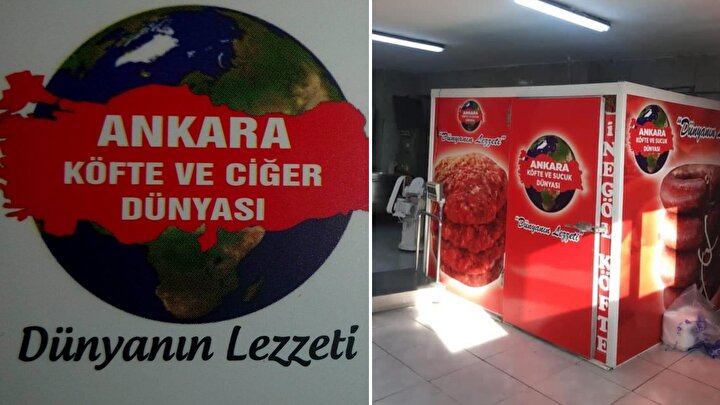 ANKARA
KÖFTE VE CİĞER
DÜNYASI
Dünyanın Lezzeti
"Dünyanın Lezzeti"
ANKARA
KÖFTE VE SUCUK
DÜNYASI
"Dünyanın Lezzeti
İNEGÖL KÖFTE
ANKARA
KÖFTE VE SUCUK
DÜNYASI
"Dünyanın